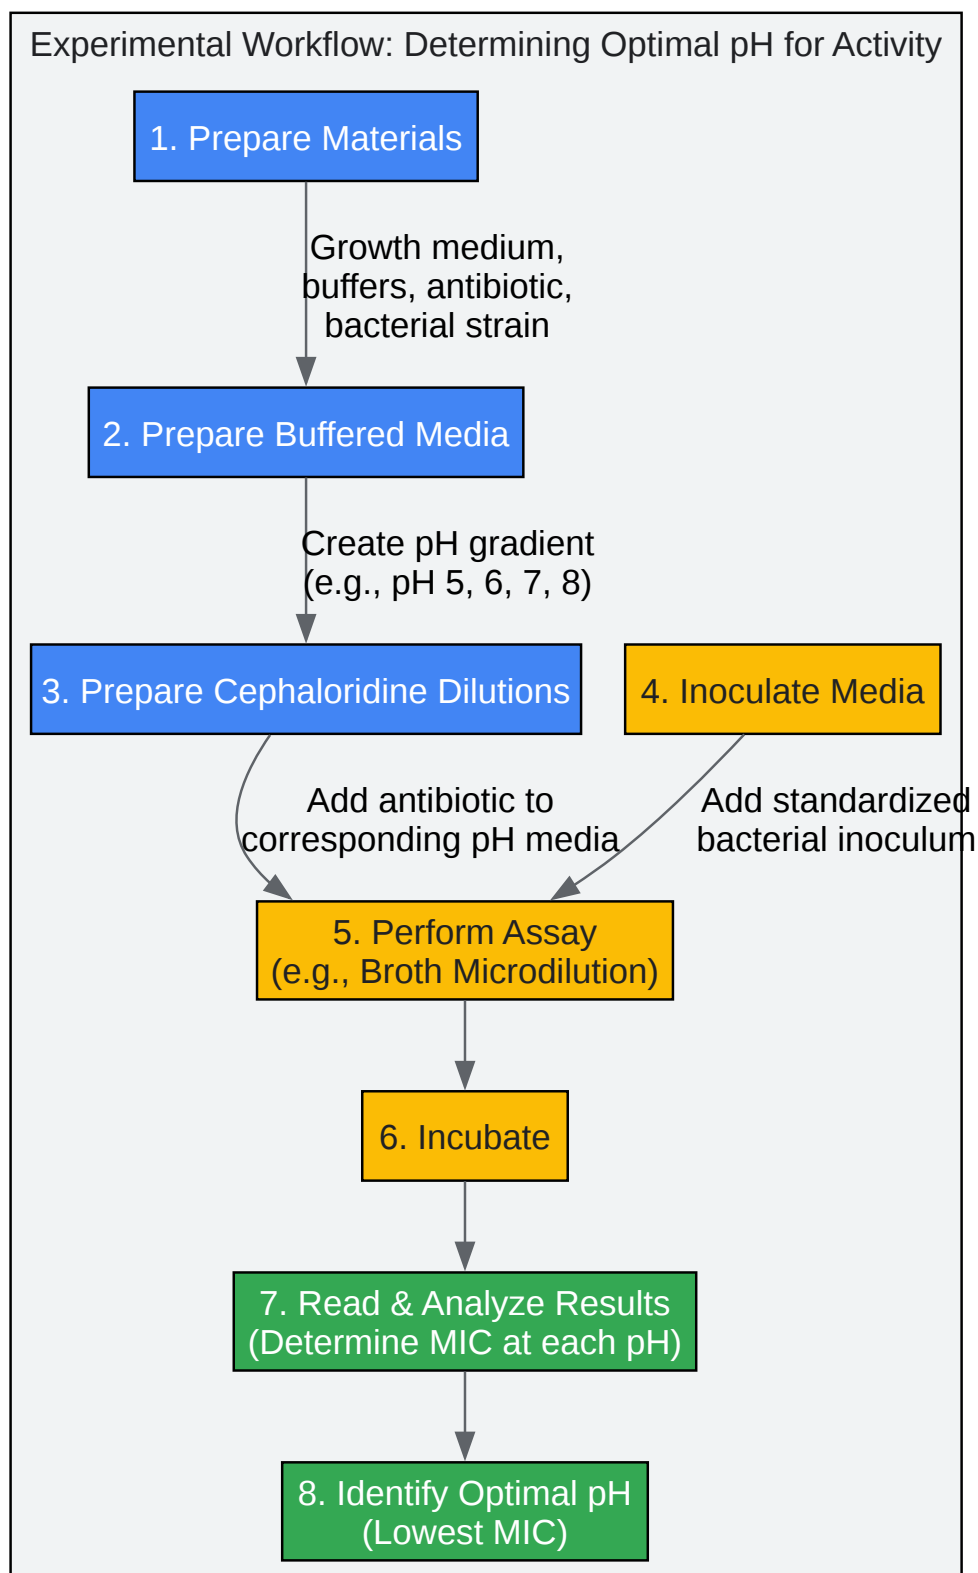 Experimental Workflow: Determining Optimal pH for Activity
1. Prepare Materials
Growth medium,
buffers, antibiotic,
bacterial strain
2. Prepare Buffered Media
Create pH gradient
(e.g., pH 5, 6, 7, 8)
3. Prepare Cephaloridine Dilutions
4. Inoculate Media
Add antibiotic to
corresponding pH media
Add standardized
bacterial inoculum
5. Perform Assay
(e.g., Broth Microdilution)
6. Incubate
7. Read & Analyze Results
(Determine MIC at each pH)
8. Identify Optimal pH
(Lowest MIC)